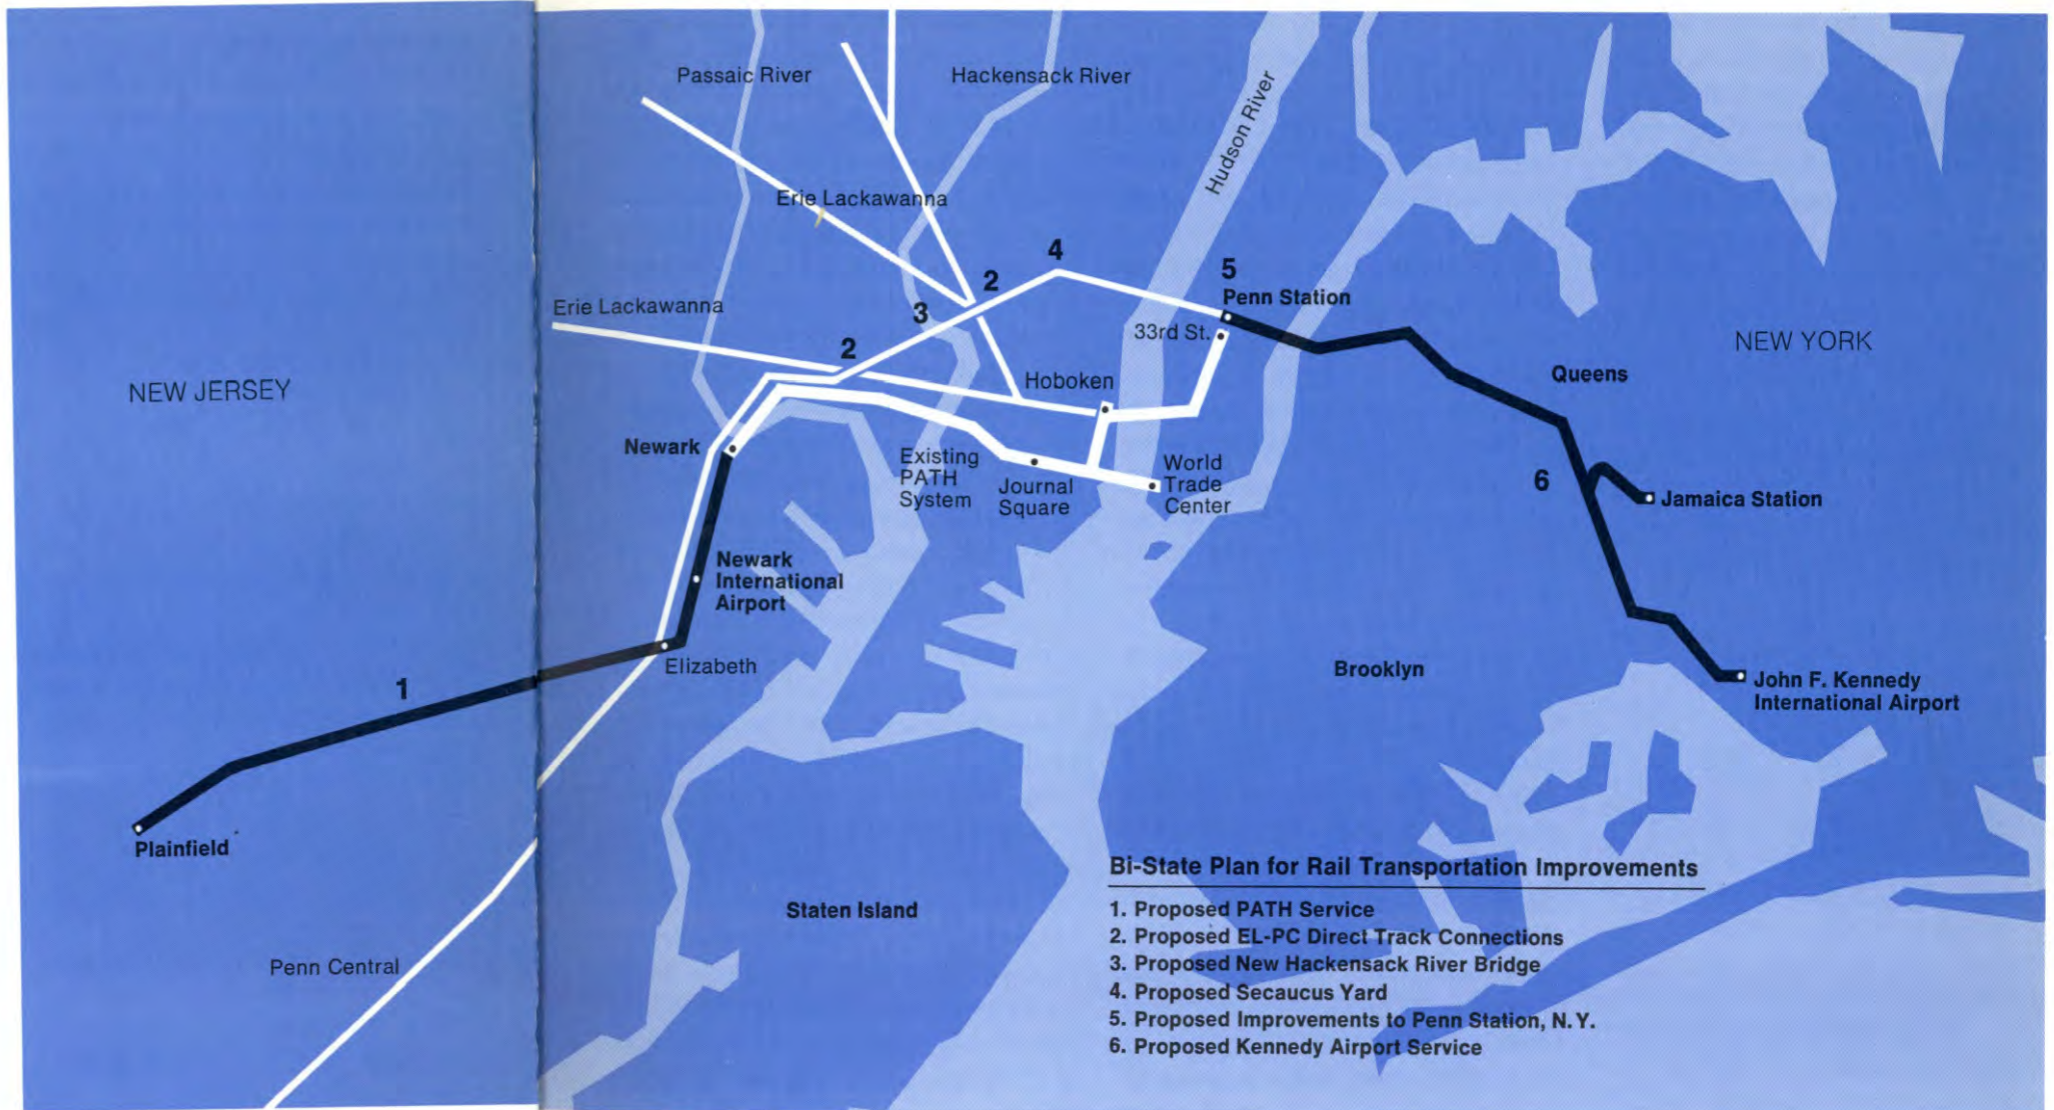 Passaic River
Hackensack River
Hudson River
Erie Lackawanna
4
2
5
Penn Station
3
Erie Lackawanna
33rd St.
2
NEW YORK
Queens
NEW JERSEY
Hoboken
Newark
Existing
PATH
System
Journal
Square
World
Trade
Center
6
Jamaica Station
Newark
International
Airport
Elizabeth
1
Brooklyn
John F. Kennedy
International Airport
Plainfield
Staten Island
Penn Central
Bi-State Plan for Rail Transportation Improvements
1. Proposed PATH Service
2. Proposed EL-PC Direct Track Connections
3. Proposed New Hackensack River Bridge
4. Proposed Secaucus Yard
5. Proposed Improvements to Penn Station, N.Y.
6. Proposed Kennedy Airport Service